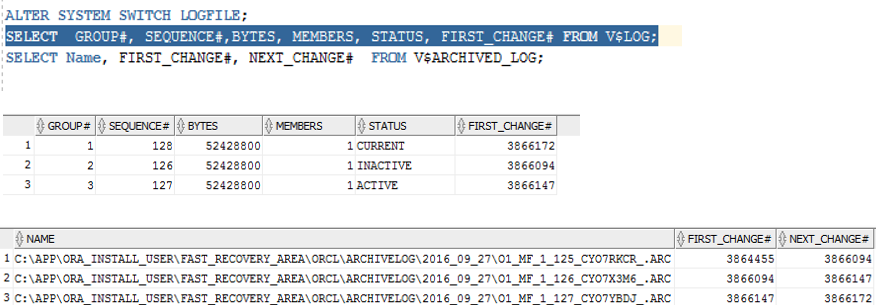 ALTER SYSTEM SWITCH LOGFILE;
SELECT  GROUP#, SEQUENCE#,BYTES, MEMBERS, STATUS, FIRST_CHANGE# FROM V$LOG;
SELECT Name, FIRST_CHANGE#, NEXT_CHANGE#  FROM V$ARCHIVED_LOG;
GROUP# SEQUENCE# BYTES MEMBERS STATUS FIRST_CHANGE#
1 1 128 52428800 1 CURRENT 3866172
2 2 126 52428800 1 INACTIVE 3866094
3 3 127 52428800 1 ACTIVE 3866147
NAME FIRST_CHANGE# NEXT_CHANGE#
1 C:\APP\ORA_INSTALL_USER\FAST_RECOVERY_AREA\ORCL\ARCHIVELOG\2016_09_27\O1_MF_1_125_CYO7RKCR_.ARC 3864455 3866094
2 C:\APP\ORA_INSTALL_USER\FAST_RECOVERY_AREA\ORCL\ARCHIVELOG\2016_09_27\O1_MF_1_126_CYO7X3M6_.ARC 3866094 3866147
3 C:\APP\ORA_INSTALL_USER\FAST_RECOVERY_AREA\ORCL\ARCHIVELOG\2016_09_27\O1_MF_1_127_CYO7YBDJ_.ARC 3866147 3866172